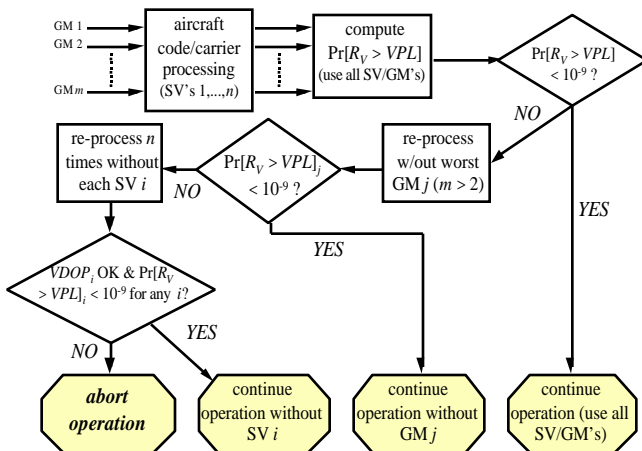 GM 1
GM 2
GM m
aircraft
code/carrier
processing
(SV's 1,...,n)
compute
Pr[R_V > VPL]
(use all SV/GM's)
Pr[R_V > VPL]
< 10^-9 ?
NO
YES
re-process
w/out worst
GM j (m > 2)
Pr[R_V > VPL]_j
< 10^-9 ?
NO
YES
re-process n
times without
each SV i
VDOP_i OK & Pr[R_V
> VPL]_i < 10^-9 for any i?
NO
YES
abort
operation
continue
operation without
SV i
continue
operation without
GM j
continue
operation (use all
SV/GM's)